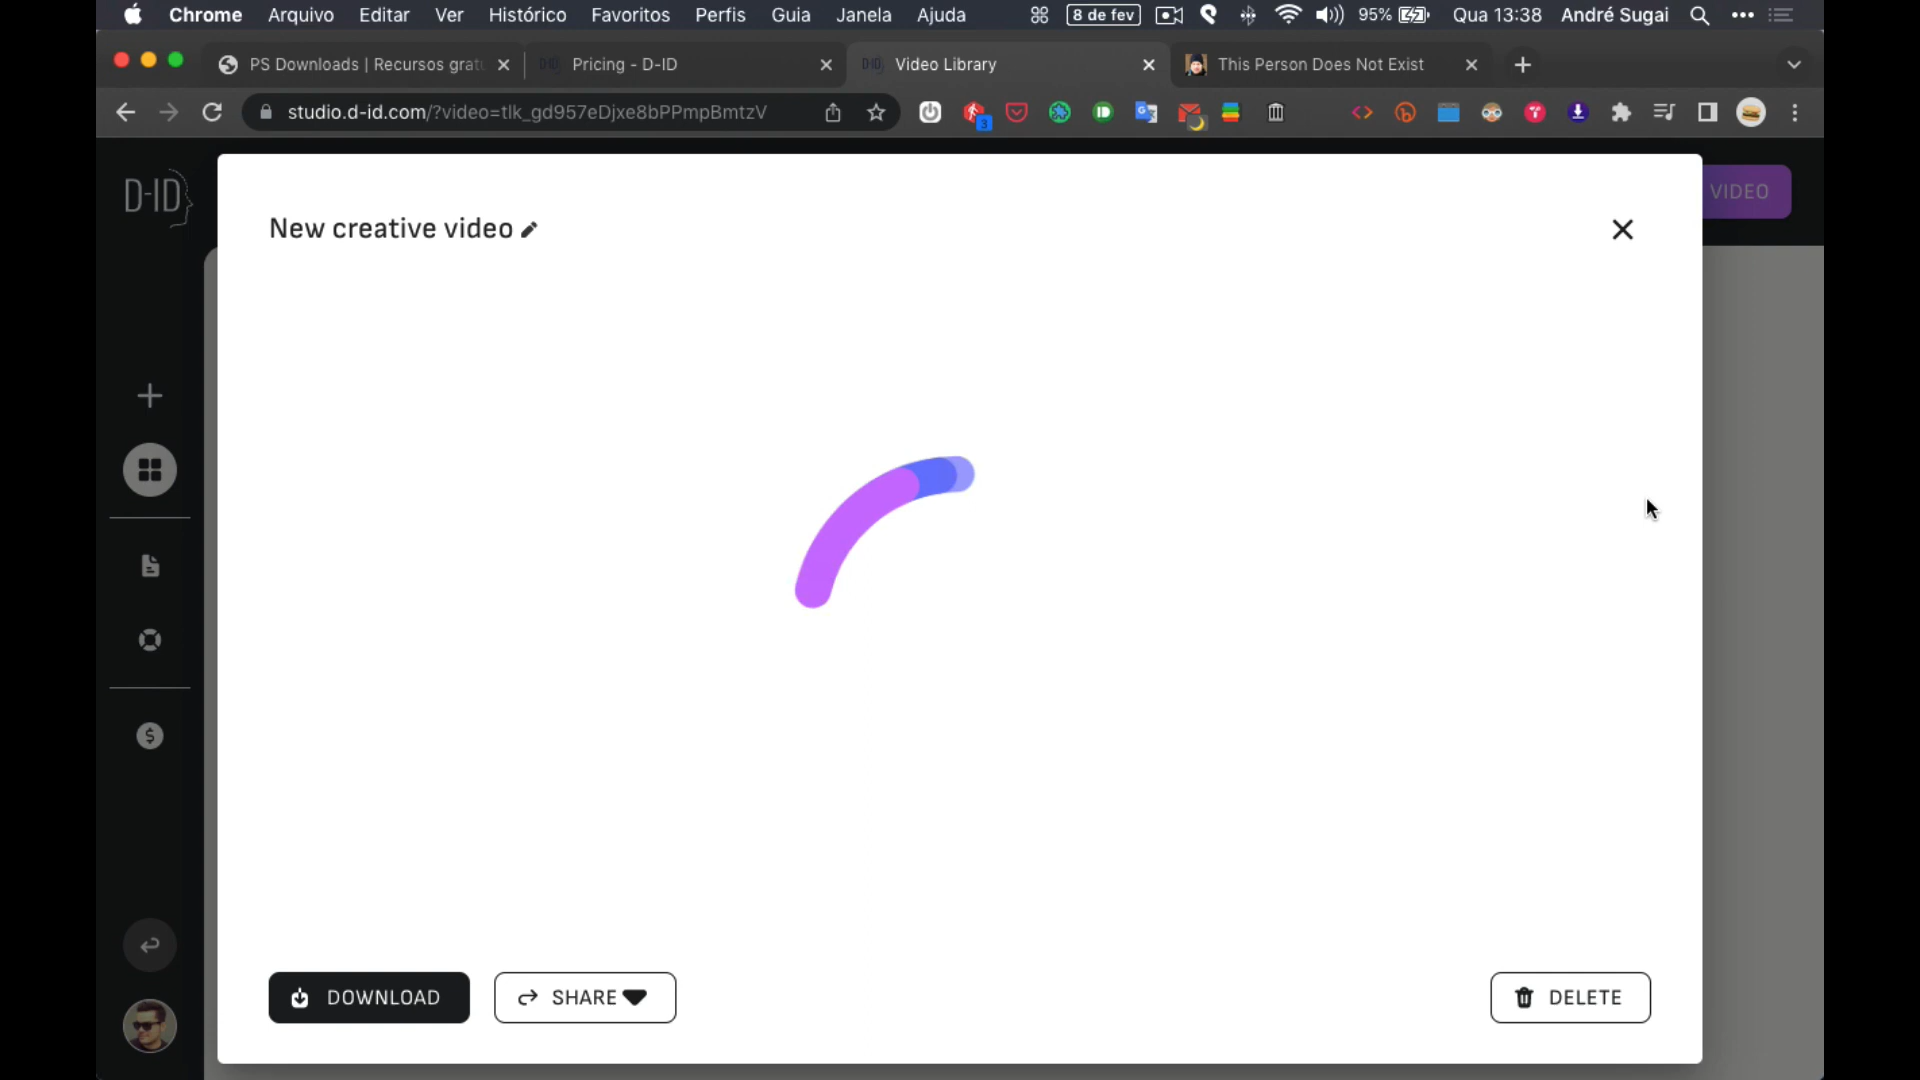 Chrome Arquivo Editar Ver Histórico Favoritos Perfis Guia Janela Ajuda 8 de fev 95% Qua 13:38 André Sugai
PS Downloads | Recursos grat Pricing - D-ID Video Library This Person Does Not Exist
studio.d-id.com/?video=tlk_gd957eDjxe8bPPmpBmtzV 3
D-ID
New creative video
VIDEO
DOWNLOAD SHARE DELETE